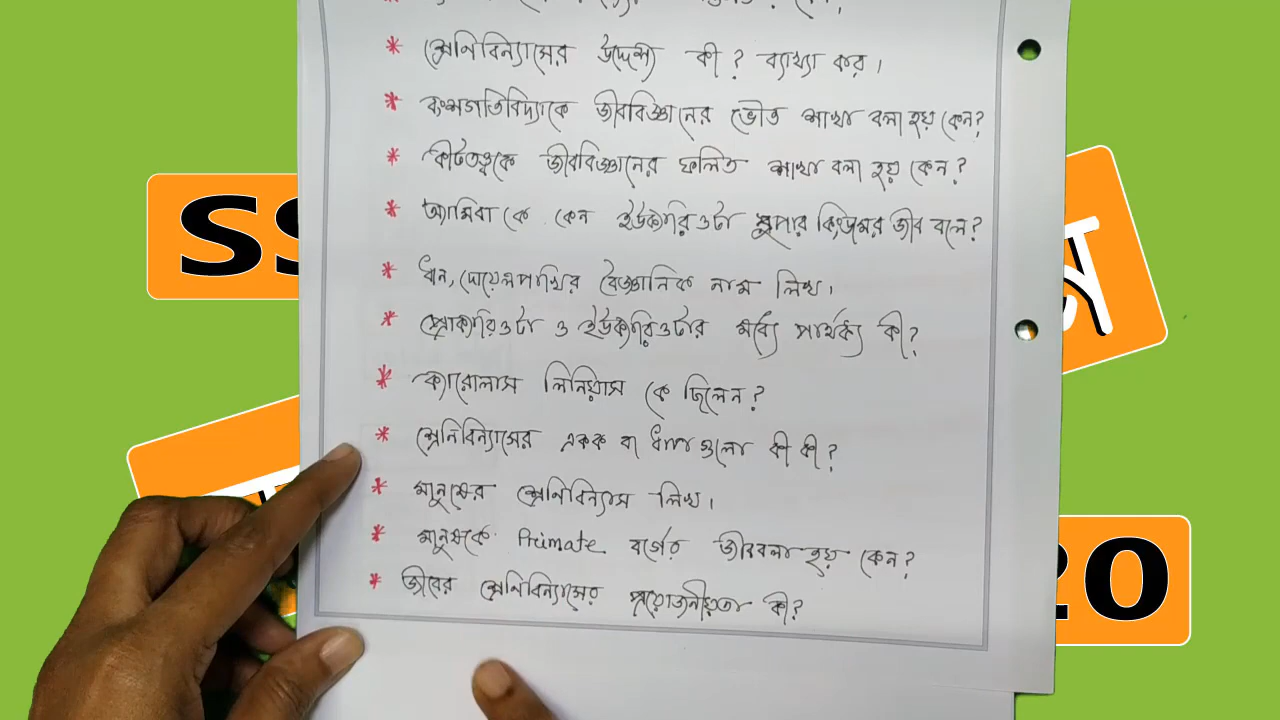 * শ্রেণিবিন্যাসের উদ্দেশ্য কী? ব্যাখ্যা কর।
* বংশগতিবিদ্যাকে জীববিজ্ঞানের ভৌত শাখা বলা হয় কেন?
* কীটতত্ত্বকে জীববিজ্ঞানের ফলিত শাখা বলা হয় কেন?
* অ্যামিবা কে কেন ইউক্যারিওটা সুপার কিংডমের জীব বলে?
* ধান, দোয়েলপাখির বৈজ্ঞানিক নাম লিখ।
* প্রোক্যারিওটা ও ইউক্যারিওটার মধ্যে পার্থক্য কী?
* ক্যারোলাস লিনিয়াস কে ছিলেন?
* শ্রেণিবিন্যাসের একক বা ধাপগুলো কী কী?
* মানুষের শ্রেণিবিন্যাস লিখ।
* মানুষকে Primate বর্গের জীববলা হয় কেন?
* জীবের শ্রেণিবিন্যাসের প্রয়োজনীয়তা কী?
SS
20